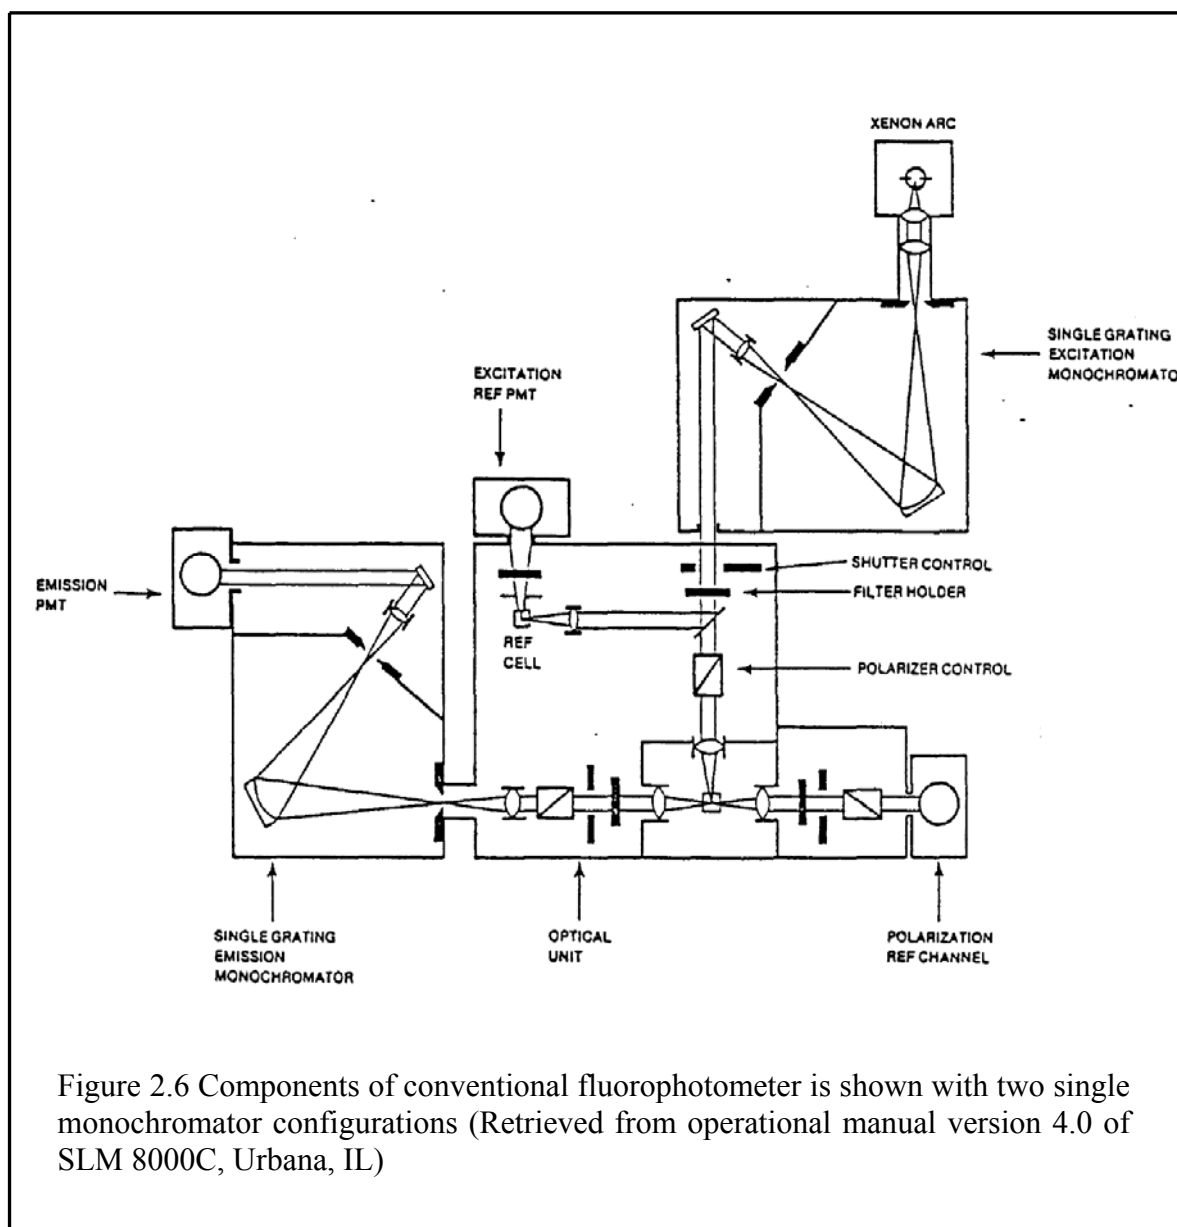 XENON ARC
SINGLE GRATING
EXCITATION
MONOCHROMATO
EXCITATION
REF PMT
SHUTTER CONTROL
FILTER HOLDER
EMISSION
PMT
REF
CELL
POLARIZER CONTROL
SINGLE GRATING
EMISSION
MONOCHROMATOR
OPTICAL
UNIT
POLARIZATION
REF CHANNEL
Figure 2.6 Components of conventional fluorophotometer is shown with two single
monochromator configurations (Retrieved from operational manual version 4.0 of
SLM 8000C, Urbana, IL)